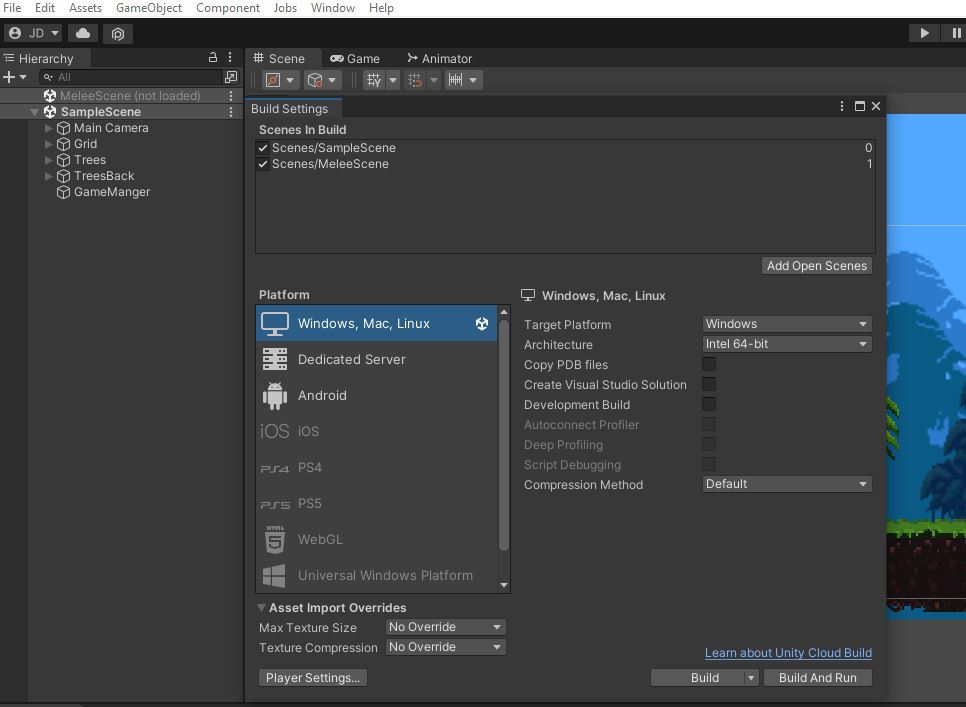 File Edit Assets GameObject Component Jobs Window Help
JD
Hierarchy
Scene Game Animator
All
MeleeScene (not loaded)
SampleScene
Main Camera
Grid
Trees
TreesBack
GameManger
Build Settings
Scenes In Build
Scenes/SampleScene 0
Scenes/MeleeScene 1
Add Open Scenes
Platform
Windows, Mac, Linux
Dedicated Server
Android
iOS iOS
PS4 PS4
PS5 PS5
HTML 5 WebGL
Universal Windows Platform
Windows, Mac, Linux
Target Platform Windows
Architecture Intel 64-bit
Copy PDB files
Create Visual Studio Solution
Development Build
Autoconnect Profiler
Deep Profiling
Script Debugging
Compression Method Default
Asset Import Overrides
Max Texture Size No Override
Texture Compression No Override
Learn about Unity Cloud Build
Player Settings... Build Build And Run